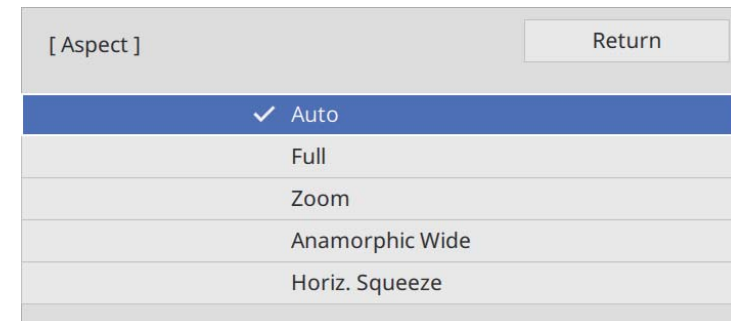 [ Aspect ]
Return
Auto
Full
Zoom
Anamorphic Wide
Horiz. Squeeze